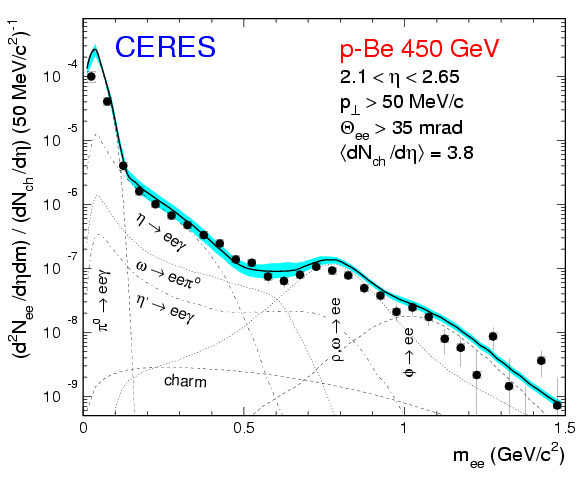 CERES
p-Be 450 GeV
2.1 < η < 2.65
p⊥ > 50 MeV/c
Θee > 35 mrad
⟨dNch /dη⟩ = 3.8
(d²Nee /dηdm) / (dNch /dη) (50 MeV/c²)⁻¹
10⁻⁴
10⁻⁵
10⁻⁶
10⁻⁷
10⁻⁸
10⁻⁹
η → eeγ
ω → eeπ⁰
η' → eeγ
π⁰ → eeγ
ρ,ω → ee
ϕ → ee
charm
0
0.5
1
1.5
mee (GeV/c²)